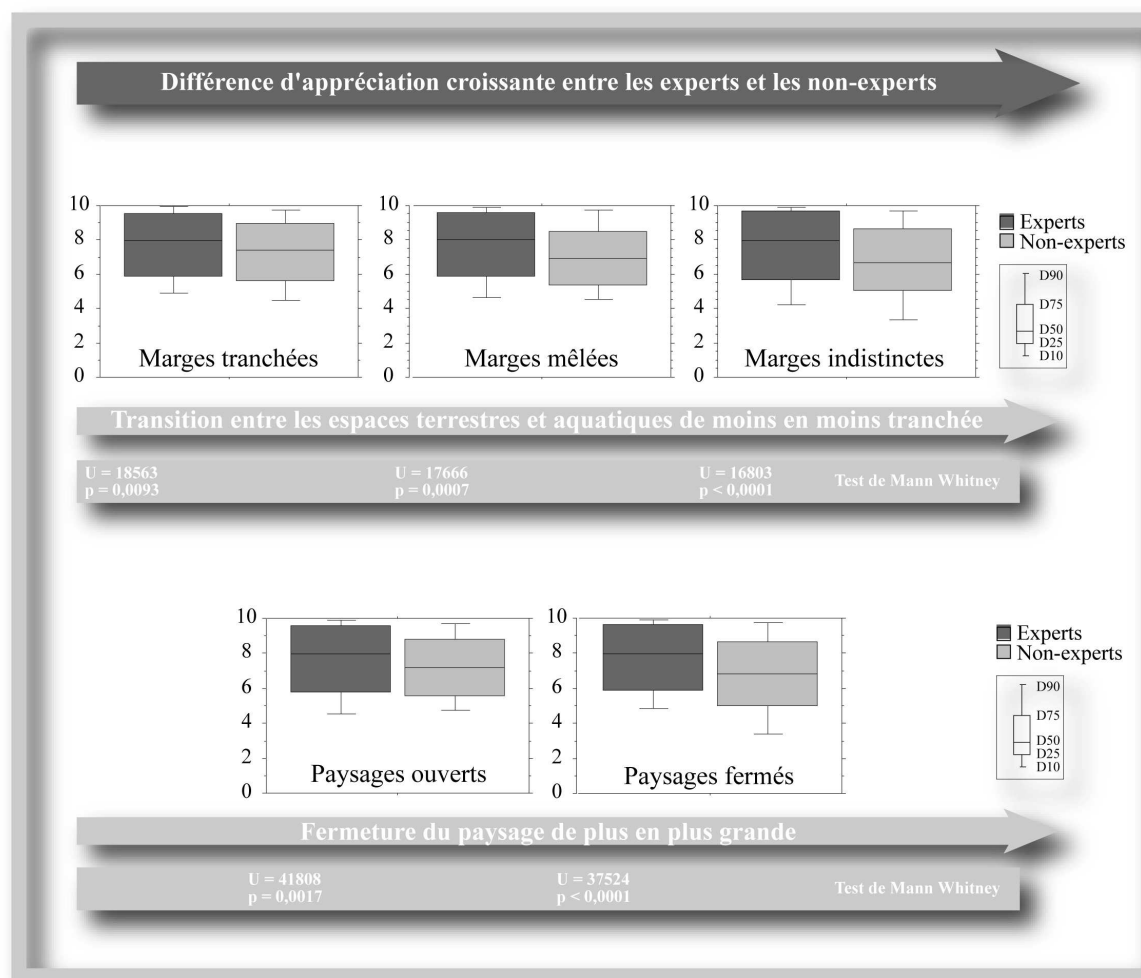 Différence d'appréciation croissante entre les experts et les non-experts
10
8
6
4
2
0
Marges tranchées
10
8
6
4
2
0
Marges mêlées
10
8
6
4
2
0
Marges indistinctes
Experts
Non-experts
D90
D75
D50
D25
D10
Transition entre les espaces terrestres et aquatiques de moins en moins tranchée
U = 18563
p = 0,0093
U = 17666
p = 0,0007
U = 16803
p < 0,0001
Test de Mann Whitney
10
8
6
4
2
0
Paysages ouverts
10
8
6
4
2
0
Paysages fermés
Experts
Non-experts
D90
D75
D50
D25
D10
Fermeture du paysage de plus en plus grande
U = 41808
p = 0,0017
U = 37524
p < 0,0001
Test de Mann Whitney